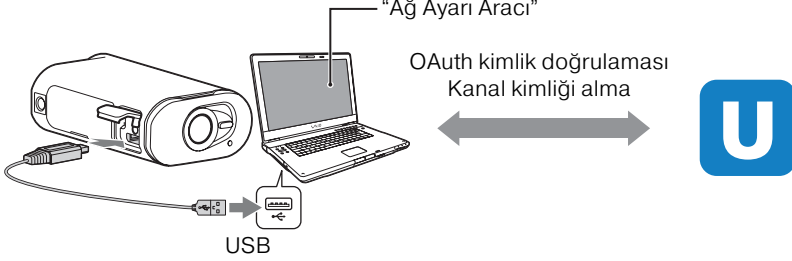 "Ağ Ayarı Aracı"
OAuth kimlik doğrulaması
Kanal kimliği alma
U
USB